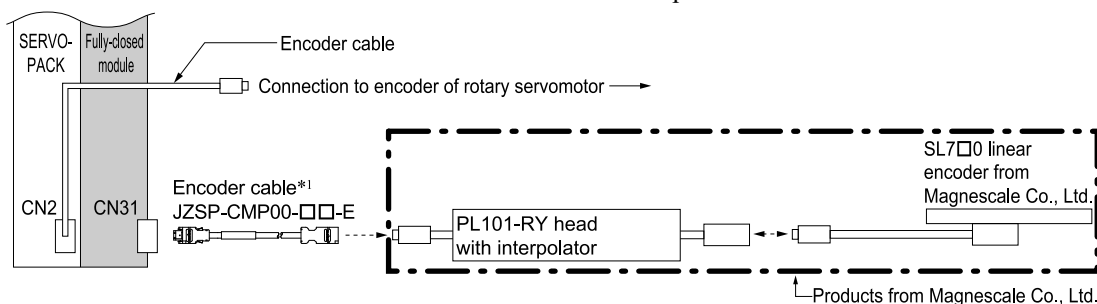 SERVO-
PACK
Fully-closed
module
Encoder cable
Connection to encoder of rotary servomotor
CN2
CN31
Encoder cable*1
JZSP-CMP00-□□-E
PL101-RY head
with interpolator
SL7□0 linear
encoder from
Magnescale Co., Ltd.
Products from Magnescale Co., Ltd.